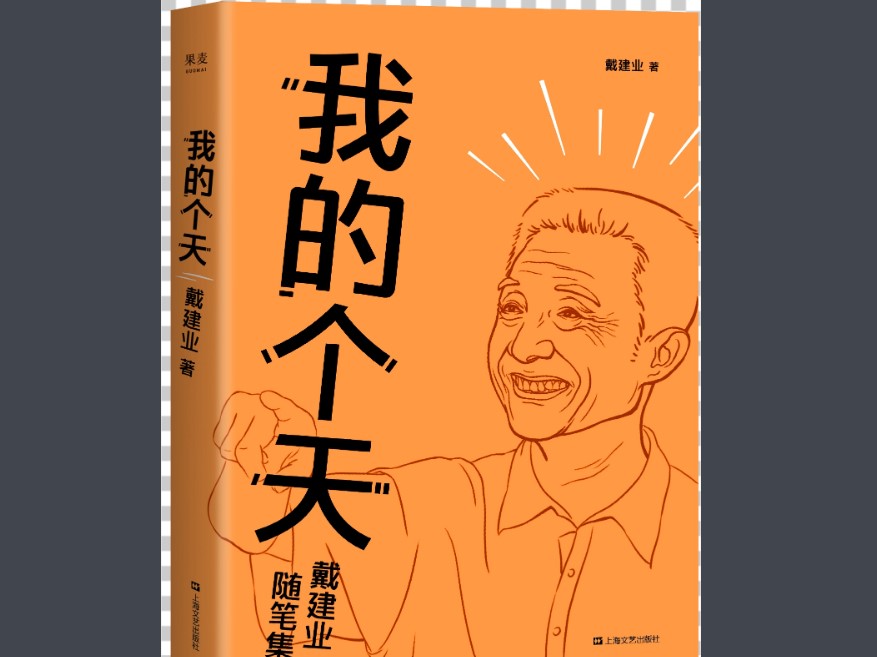 果麦
GUOMAI
我的个天
戴建业 著
上海文艺出版社
戴建业 著
我的个天
戴建业
随笔集
上海文艺出版社